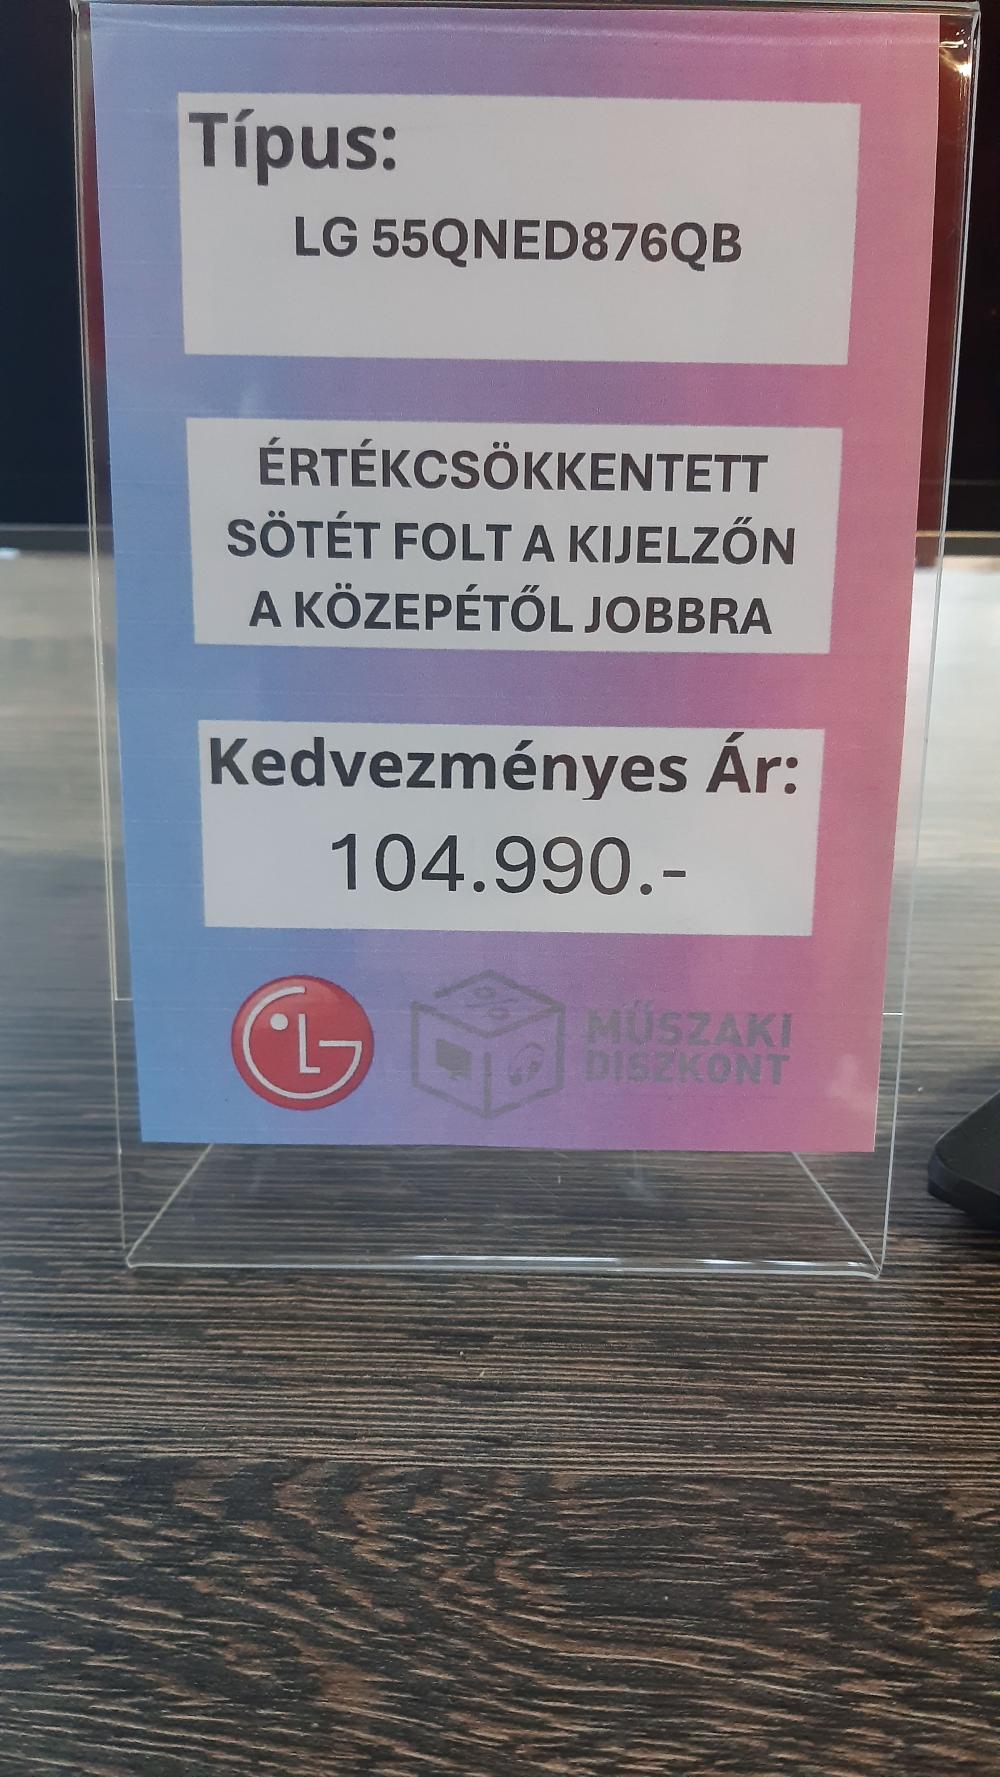 Típus:
LG 55QNED876QB
ÉRTÉKCSÖKKENTETT
SÖTÉT FOLT A KIJELZŐN
A KÖZEPÉTŐL JOBBRA
Kedvezményes Ár:
104.990.-
LG
%
MŰSZAKI
DISZKONT